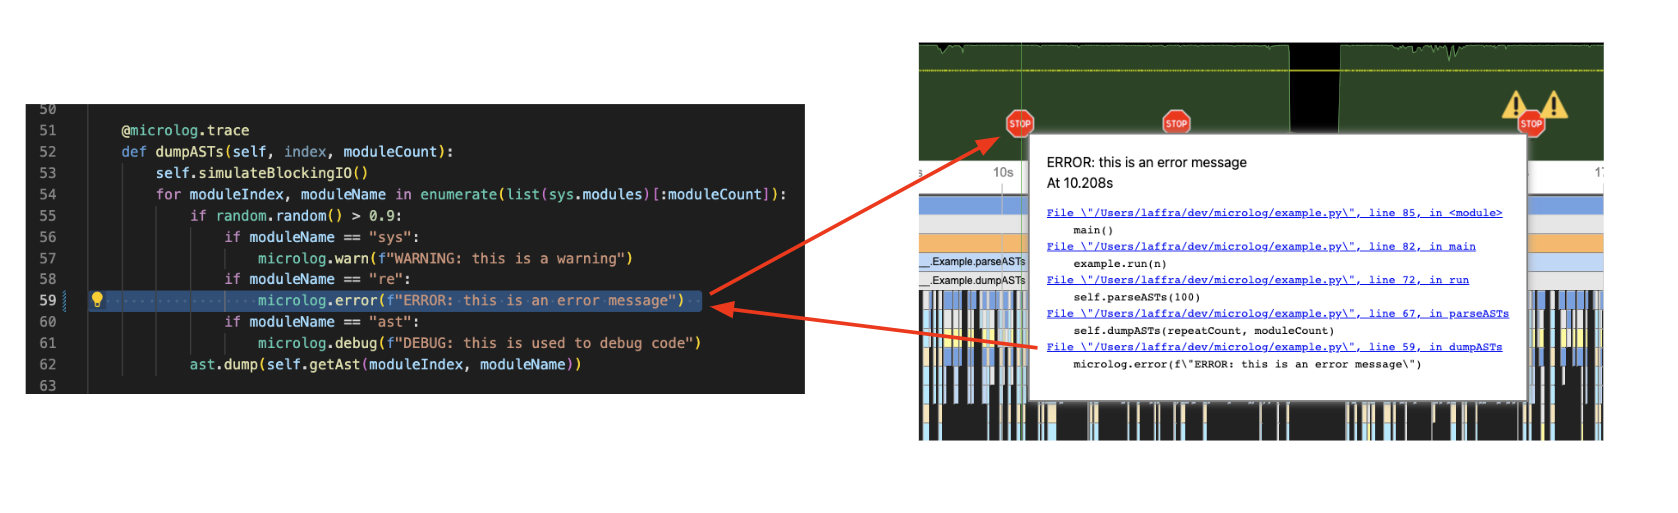 50
51 @microlog.trace
52 def dumpASTs(self, index, moduleCount):
53 self.simulateBlockingIO()
54 for moduleIndex, moduleName in enumerate(list(sys.modules)[:moduleCount]):
55 if random.random() > 0.9:
56 if moduleName == "sys":
57 microlog.warn(f"WARNING: this is a warning")
58 if moduleName == "re":
59 microlog.error(f"ERROR: this is an error message")
60 if moduleName == "ast":
61 microlog.debug(f"DEBUG: this is used to debug code")
62 ast.dump(self.getAst(moduleIndex, moduleName))
63
STOP
STOP
STOP
s 10s 17
__.Example.parseASTs
__.Example.dumpASTs
ERROR: this is an error message
At 10.208s
File \"/Users/laffra/dev/microlog/example.py\", line 85, in <module>
main()
File \"/Users/laffra/dev/microlog/example.py\", line 82, in main
example.run(n)
File \"/Users/laffra/dev/microlog/example.py\", line 72, in run
self.parseASTs(100)
File \"/Users/laffra/dev/microlog/example.py\", line 67, in parseASTs
self.dumpASTs(repeatCount, moduleCount)
File \"/Users/laffra/dev/microlog/example.py\", line 59, in dumpASTs
microlog.error(f\"ERROR: this is an error message\")